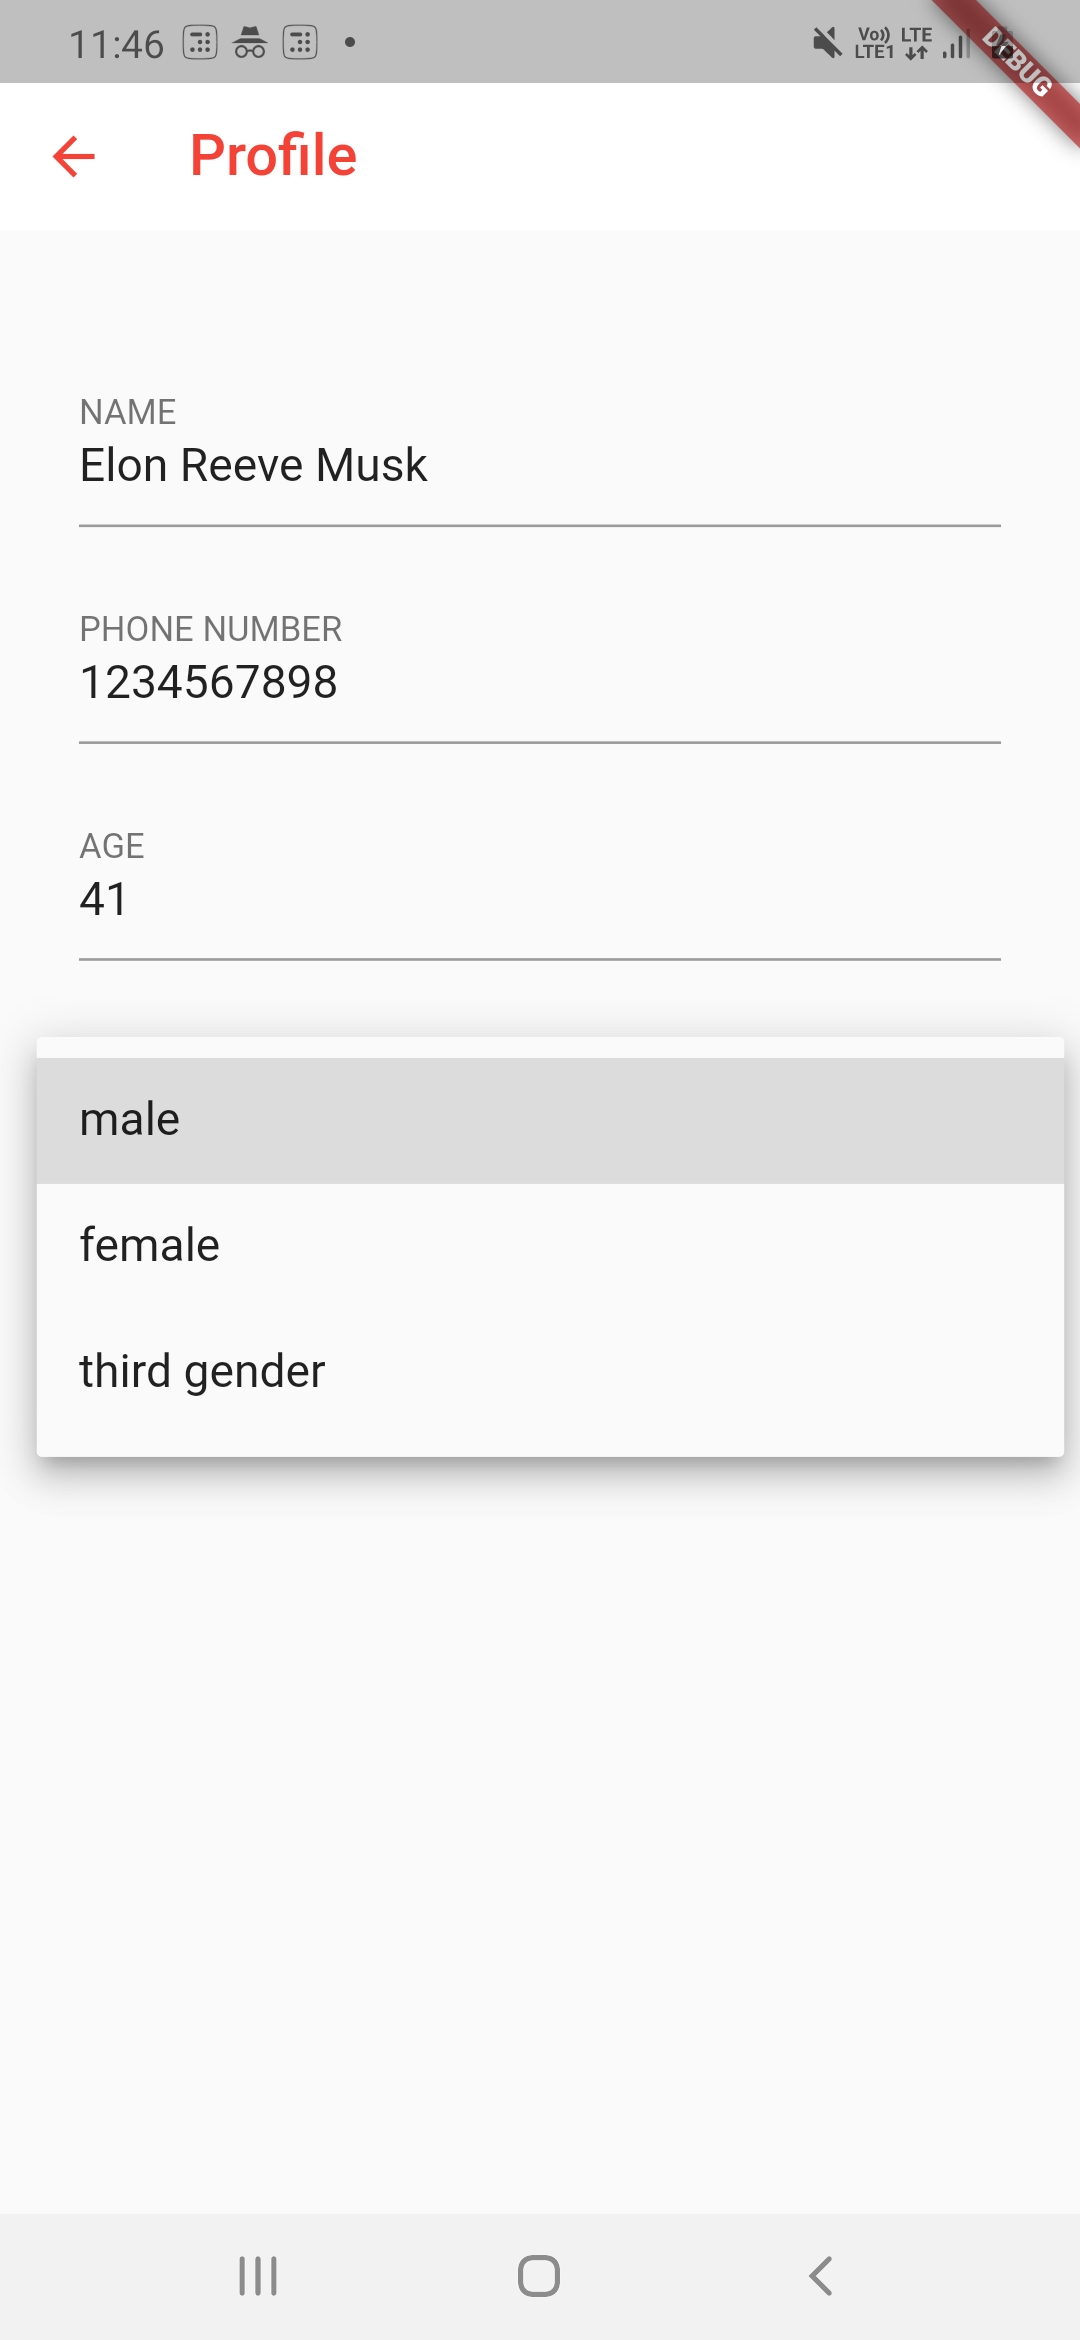 11:46 Vo)) LTE
LTE1
DEBUG
Profile
NAME
Elon Reeve Musk
PHONE NUMBER
1234567898
AGE
41
male
female
third gender